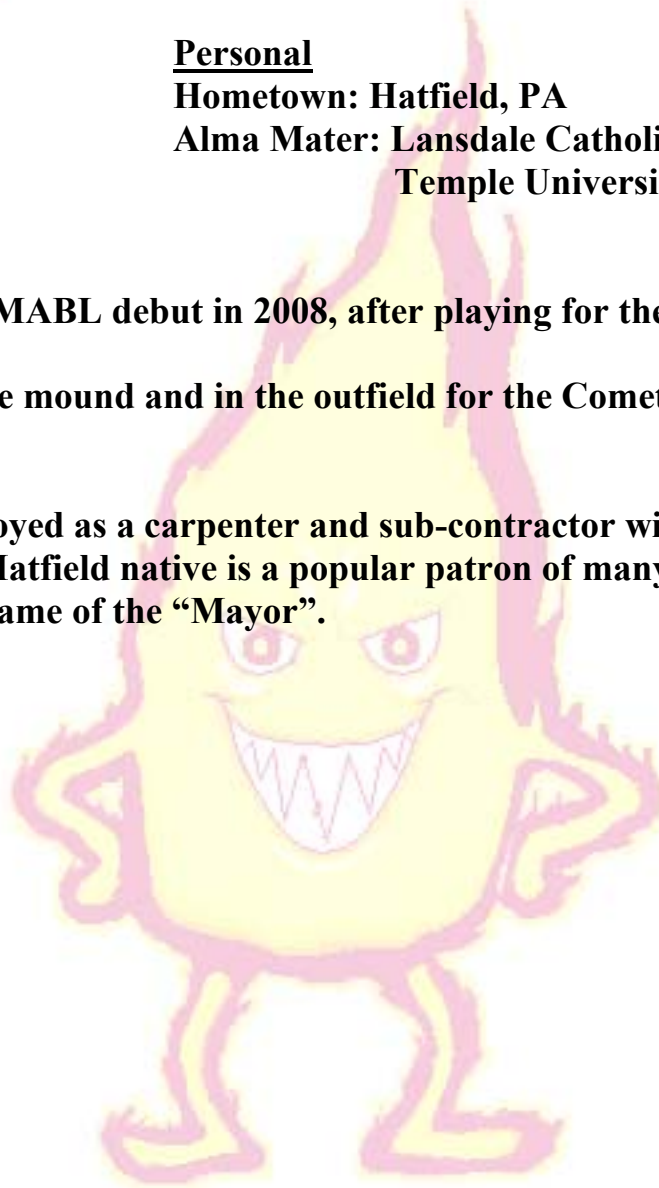 Personal
Hometown: Hatfield, PA
Alma Mater: Lansdale Catholi
Temple Universi
MABL debut in 2008, after playing for the
e mound and in the outfield for the Comet
oyed as a carpenter and sub-contractor wi
Hatfield native is a popular patron of many
ame of the “Mayor”.